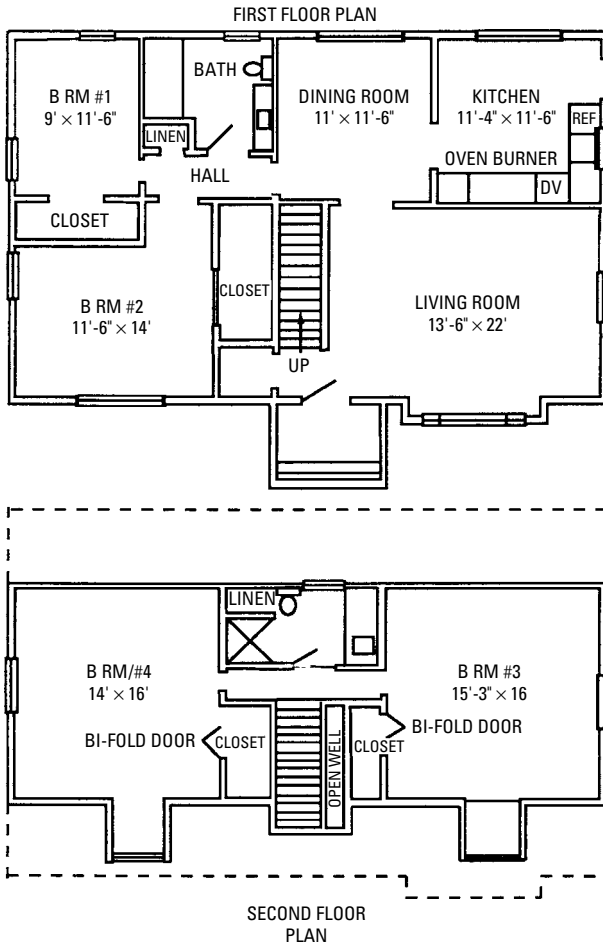 FIRST FLOOR PLAN
BATH
B RM #1
9' × 11'-6"
DINING ROOM
11' × 11'-6"
KITCHEN
11'-4" × 11'-6"
REF
LINEN
OVEN BURNER
HALL
DV
CLOSET
CLOSET
B RM #2
11'-6" × 14'
LIVING ROOM
13'-6" × 22'
UP
LINEN
B RM/#4
14' × 16'
B RM #3
15'-3" × 16
BI-FOLD DOOR
CLOSET
OPEN WELL
CLOSET
BI-FOLD DOOR
SECOND FLOOR
PLAN